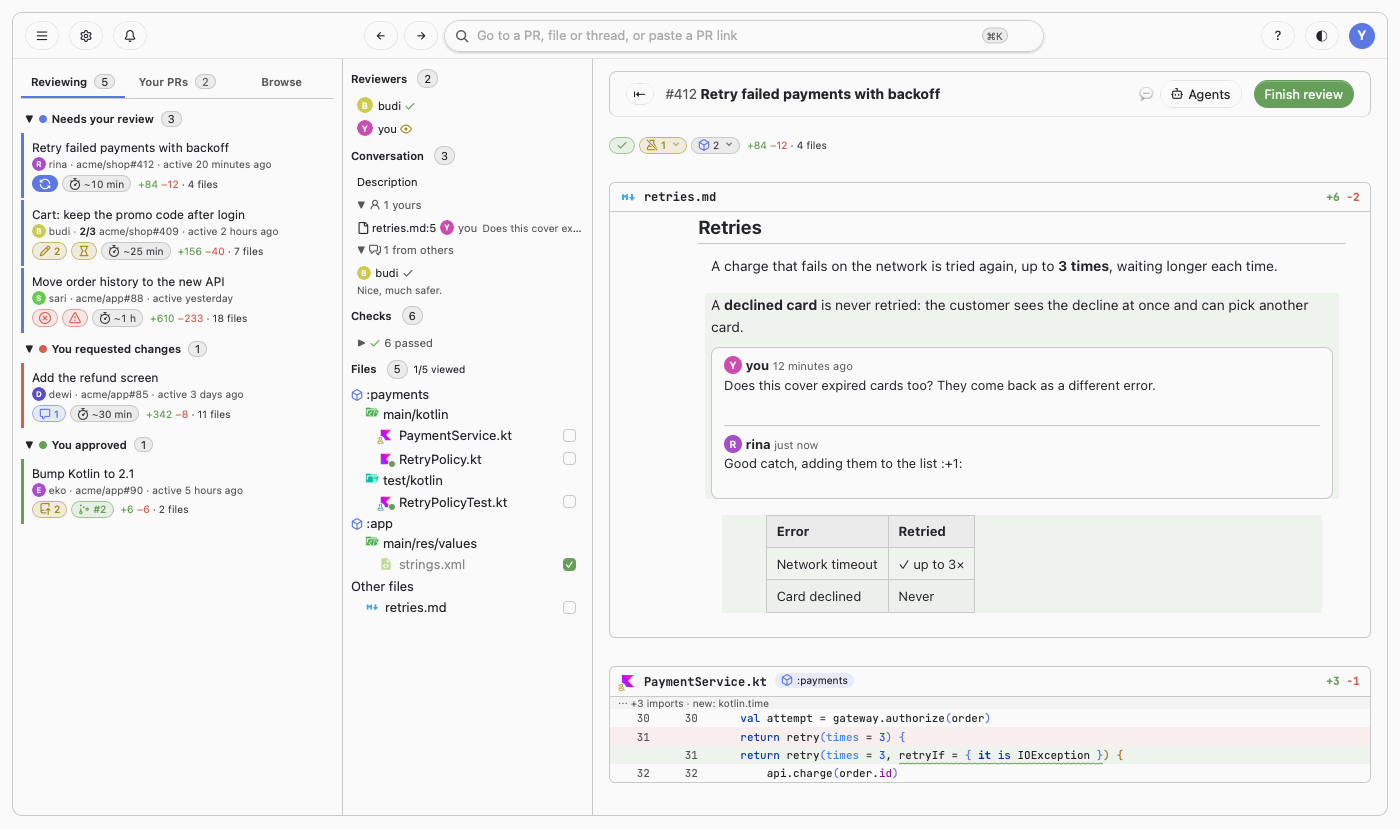 Go to a PR, file or thread, or paste a PR link ⌘K ? Y
Reviewing 5 Your PRs 2 Browse
Needs your review 3
Retry failed payments with backoff
R rina · acme/shop#412 · active 20 minutes ago
~10 min +84 −12 · 4 files
Cart: keep the promo code after login
B budi · 2/3 acme/shop#409 · active 2 hours ago
2 ~25 min +156 −40 · 7 files
Move order history to the new API
S sari · acme/app#88 · active yesterday
~1 h +610 −233 · 18 files
You requested changes 1
Add the refund screen
D dewi · acme/app#85 · active 3 days ago
1 ~30 min +342 −8 · 11 files
You approved 1
Bump Kotlin to 2.1
E eko · acme/app#90 · active 5 hours ago
2 #2 +6 −6 · 2 files
Reviewers 2
B budi
Y you
Conversation 3
Description
1 yours
retries.md:5 Y you Does this cover ex...
1 from others
B budi
Nice, much safer.
Checks 6
6 passed
Files 5 1/5 viewed
:payments
main/kotlin
PaymentService.kt
RetryPolicy.kt
test/kotlin
RetryPolicyTest.kt
:app
main/res/values
strings.xml
Other files
retries.md
#412 Retry failed payments with backoff Agents Finish review
1 2 +84 −12 · 4 files
retries.md +6 -2
Retries
A charge that fails on the network is tried again, up to 3 times, waiting longer each time.
A declined card is never retried: the customer sees the decline at once and can pick another
card.
Y you 12 minutes ago
Does this cover expired cards too? They come back as a different error.
R rina just now
Good catch, adding them to the list :+1:
Error Retried
Network timeout ✓ up to 3×
Card declined Never
PaymentService.kt :payments +3 -1
··· +3 imports · new: kotlin.time
30 30 val attempt = gateway.authorize(order)
31 return retry(times = 3) {
31 return retry(times = 3, retryIf = { it is IOException }) {
32 32 api.charge(order.id)